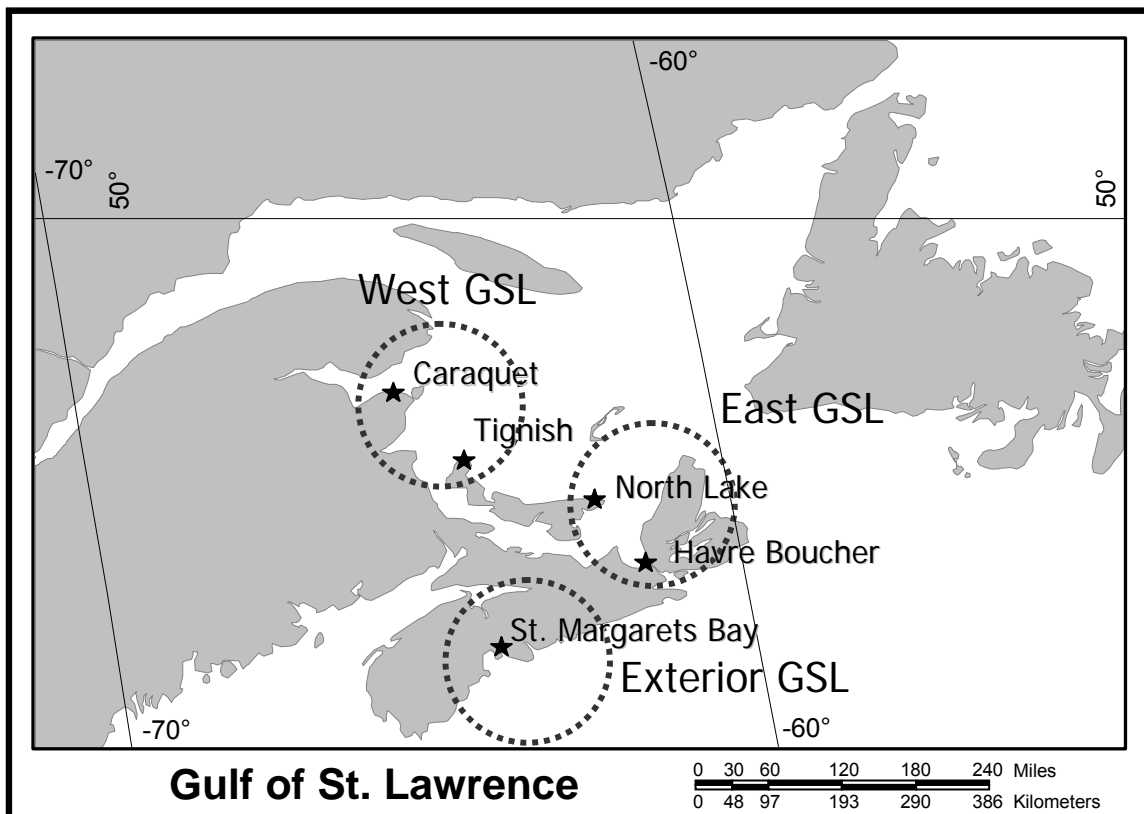 -60°
-70°
50°
50°
West GSL
Caraquet
East GSL
Tignish
North Lake
Havre Boucher
St. Margarets Bay
Exterior GSL
-70°
-60°
Gulf of St. Lawrence
0 30 60 120 180 240 Miles
0 48 97 193 290 386 Kilometers